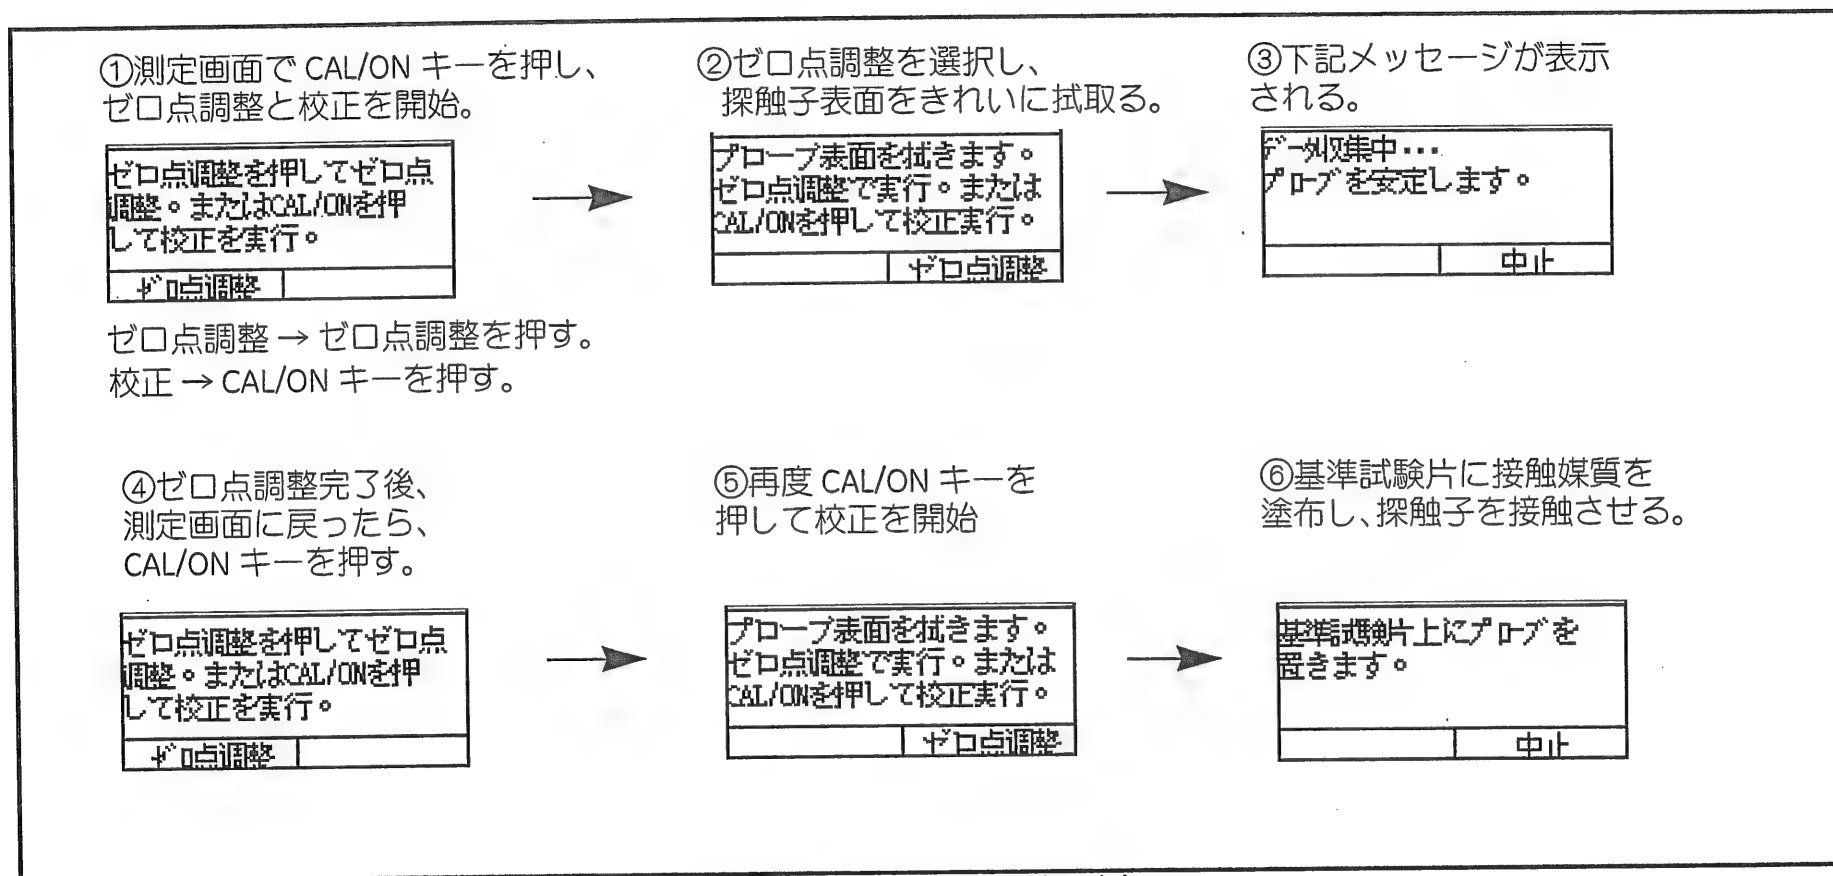 ①測定画面で CAL/ON キーを押し、
ゼロ点調整と校正を開始。
ゼロ点調整を押してゼロ点
調整。またはCAL/ONを押
して校正を実行。
ゼロ点調整
ゼロ点調整 → ゼロ点調整を押す。
校正 → CAL/ON キーを押す。
②ゼロ点調整を選択し、
探触子表面をきれいに拭取る。
プローブ表面を拭きます。
ゼロ点調整で実行。または
CAL/ONを押して校正実行。
ゼロ点調整
③下記メッセージが表示
される。
データ収集中・・・
プローブを安定します。
中止
④ゼロ点調整完了後、
測定画面に戻ったら、
CAL/ON キーを押す。
ゼロ点調整を押してゼロ点
調整。またはCAL/ONを押
して校正を実行。
ゼロ点調整
⑤再度 CAL/ON キーを
押して校正を開始
プローブ表面を拭きます。
ゼロ点調整で実行。または
CAL/ONを押して校正実行。
ゼロ点調整
⑥基準試験片に接触媒質を
塗布し、探触子を接触させる。
基準試験片上にプローブを
置きます。
中止